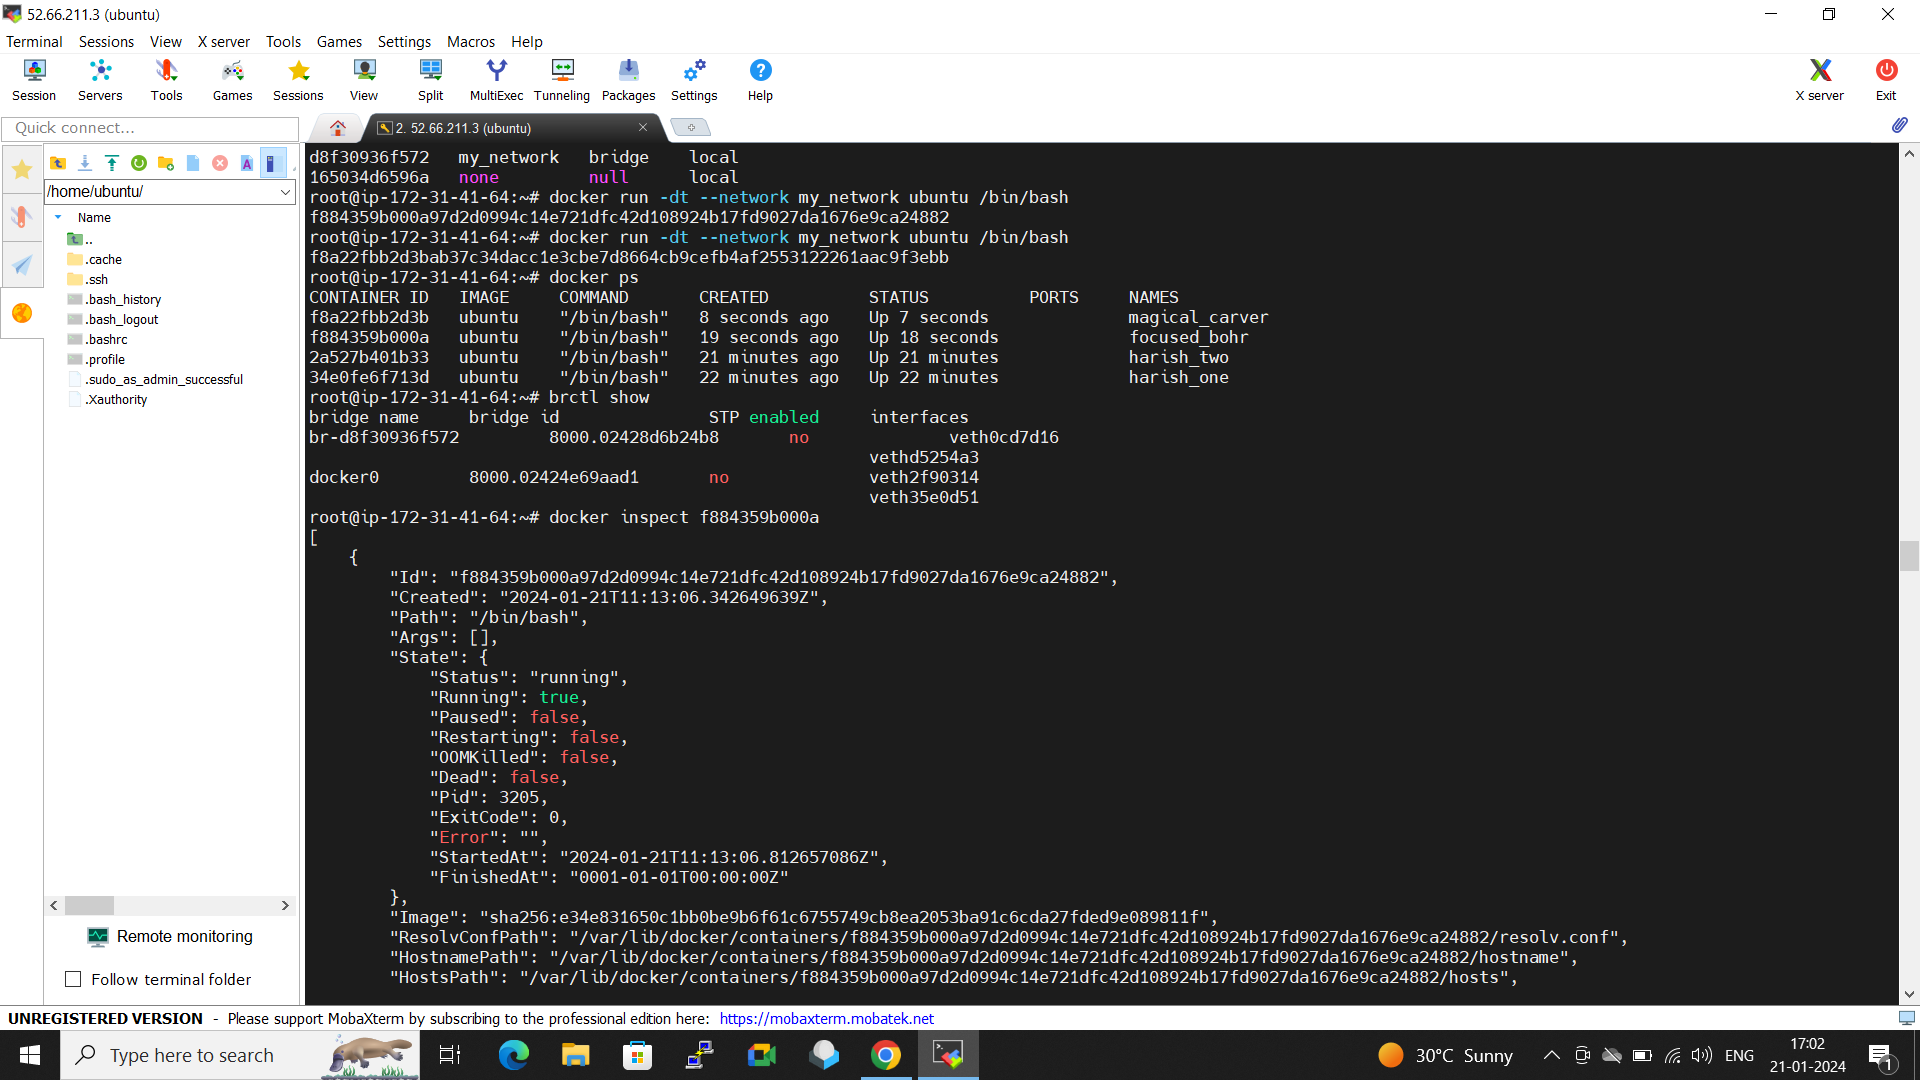 52.66.211.3 (ubuntu)
Terminal Sessions View X server Tools Games Settings Macros Help
Session Servers Tools Games Sessions View Split MultiExec Tunneling Packages Settings Help X server Exit
Quick connect...
2. 52.66.211.3 (ubuntu)
/home/ubuntu/
Name
..
.cache
.ssh
.bash_history
.bash_logout
.bashrc
.profile
.sudo_as_admin_successful
.Xauthority
Remote monitoring
Follow terminal folder
d8f30936f572 my_network bridge local
165034d6596a none null local
root@ip-172-31-41-64:~# docker run -dt --network my_network ubuntu /bin/bash
f884359b000a97d2d0994c14e721dfc42d108924b17fd9027da1676e9ca24882
root@ip-172-31-41-64:~# docker run -dt --network my_network ubuntu /bin/bash
f8a22fbb2d3bab37c34dacc1e3cbe7d8664cb9cefb4af2553122261aac9f3ebb
root@ip-172-31-41-64:~# docker ps
CONTAINER ID IMAGE COMMAND CREATED STATUS PORTS NAMES
f8a22fbb2d3b ubuntu "/bin/bash" 8 seconds ago Up 7 seconds magical_carver
f884359b000a ubuntu "/bin/bash" 19 seconds ago Up 18 seconds focused_bohr
2a527b401b33 ubuntu "/bin/bash" 21 minutes ago Up 21 minutes harish_two
34e0fe6f713d ubuntu "/bin/bash" 22 minutes ago Up 22 minutes harish_one
root@ip-172-31-41-64:~# brctl show
bridge name bridge id STP enabled interfaces
br-d8f30936f572 8000.02428d6b24b8 no veth0cd7d16
vethd5254a3
docker0 8000.02424e69aad1 no veth2f90314
veth35e0d51
root@ip-172-31-41-64:~# docker inspect f884359b000a
[
{
"Id": "f884359b000a97d2d0994c14e721dfc42d108924b17fd9027da1676e9ca24882",
"Created": "2024-01-21T11:13:06.342649639Z",
"Path": "/bin/bash",
"Args": [],
"State": {
"Status": "running",
"Running": true,
"Paused": false,
"Restarting": false,
"OOMKilled": false,
"Dead": false,
"Pid": 3205,
"ExitCode": 0,
"Error": "",
"StartedAt": "2024-01-21T11:13:06.812657086Z",
"FinishedAt": "0001-01-01T00:00:00Z"
},
"Image": "sha256:e34e831650c1bb0be9b6f61c6755749cb8ea2053ba91c6cda27fded9e089811f",
"ResolvConfPath": "/var/lib/docker/containers/f884359b000a97d2d0994c14e721dfc42d108924b17fd9027da1676e9ca24882/resolv.conf",
"HostnamePath": "/var/lib/docker/containers/f884359b000a97d2d0994c14e721dfc42d108924b17fd9027da1676e9ca24882/hostname",
"HostsPath": "/var/lib/docker/containers/f884359b000a97d2d0994c14e721dfc42d108924b17fd9027da1676e9ca24882/hosts",
UNREGISTERED VERSION - Please support MobaXterm by subscribing to the professional edition here: https://mobaxterm.mobatek.net
Type here to search
30°C Sunny
ENG
17:02
21-01-2024
1